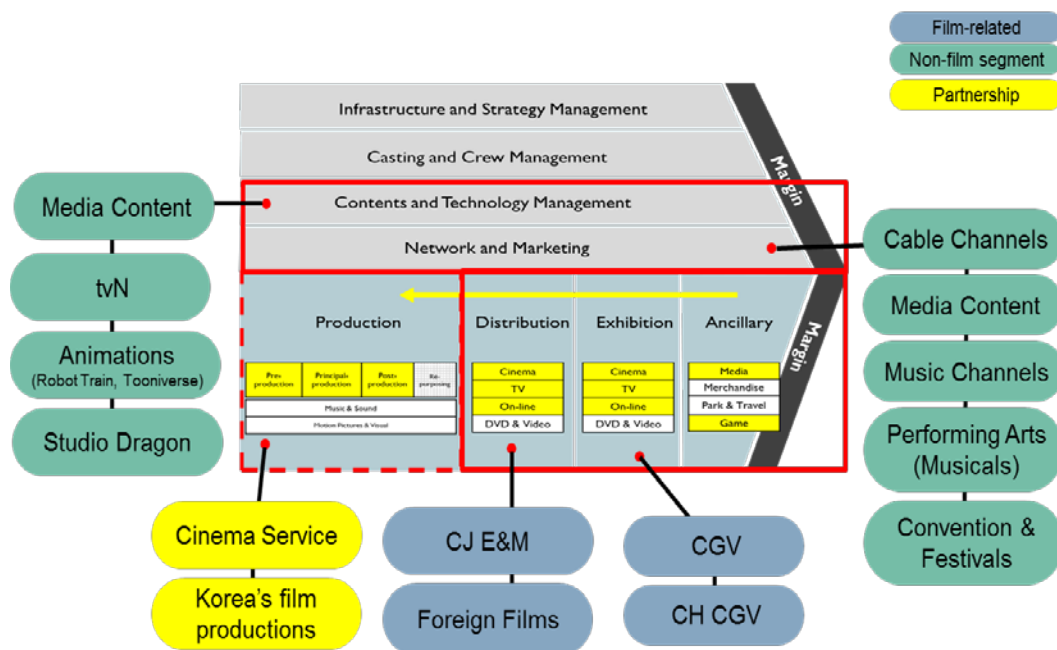 Film-related
Non-film segment
Partnership
Infrastructure and Strategy Management
Casting and Crew Management
Contents and Technology Management
Network and Marketing
Margin
Margin
Media Content
tvN
Animations
(Robot Train, Tooniverse)
Studio Dragon
Production
Pre-
production
Principal-
production
Post-
production
Re-
purposing
Music & Sound
Motion Pictures & Visual
Distribution
Cinema
TV
On-line
DVD & Video
Exhibition
Cinema
TV
On-line
DVD & Video
Ancillary
Media
Merchandise
Park & Travel
Game
Cable Channels
Media Content
Music Channels
Performing Arts
(Musicals)
Convention &
Festivals
Cinema Service
Korea's film
productions
CJ E&M
Foreign Films
CGV
CH CGV